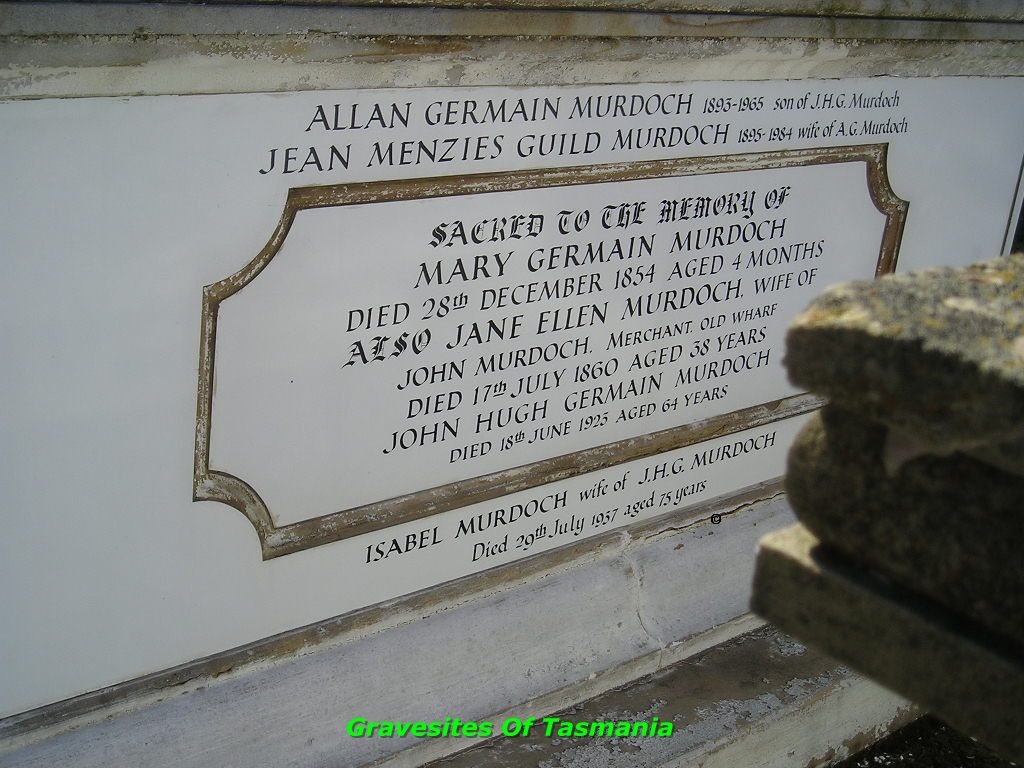 ALLAN GERMAIN MURDOCH 1893-1965 son of J.H.G. Murdoch
JEAN MENZIES GUILD MURDOCH 1895-1984 wife of A.G. Murdoch
SACRED TO THE MEMORY OF
MARY GERMAIN MURDOCH
DIED 28th DECEMBER 1854 AGED 4 MONTHS
ALSO JANE ELLEN MURDOCH. WIFE OF
JOHN MURDOCH. MERCHANT. OLD WHARF
DIED 17th JULY 1860 AGED 38 YEARS
JOHN HUGH GERMAIN MURDOCH
DIED 18th JUNE 1925 AGED 64 YEARS
ISABEL MURDOCH wife of J.H.G. MURDOCH
Died 29th July 1937 aged 75 years
©
Gravesites Of Tasmania